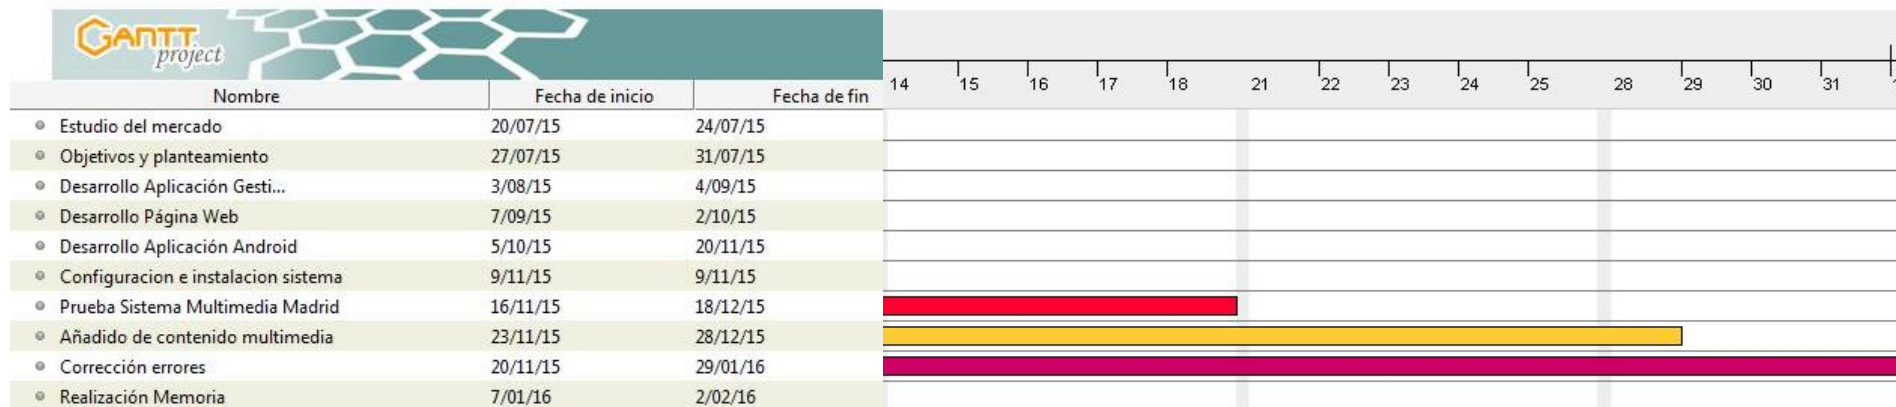 GANTT
project
14 15 16 17 18 21 22 23 24 25 28 29 30 31
Nombre Fecha de inicio Fecha de fin
Estudio del mercado 20/07/15 24/07/15
Objetivos y planteamiento 27/07/15 31/07/15
Desarrollo Aplicación Gesti... 3/08/15 4/09/15
Desarrollo Página Web 7/09/15 2/10/15
Desarrollo Aplicación Android 5/10/15 20/11/15
Configuracion e instalacion sistema 9/11/15 9/11/15
Prueba Sistema Multimedia Madrid 16/11/15 18/12/15
Añadido de contenido multimedia 23/11/15 28/12/15
Corrección errores 20/11/15 29/01/16
Realización Memoria 7/01/16 2/02/16